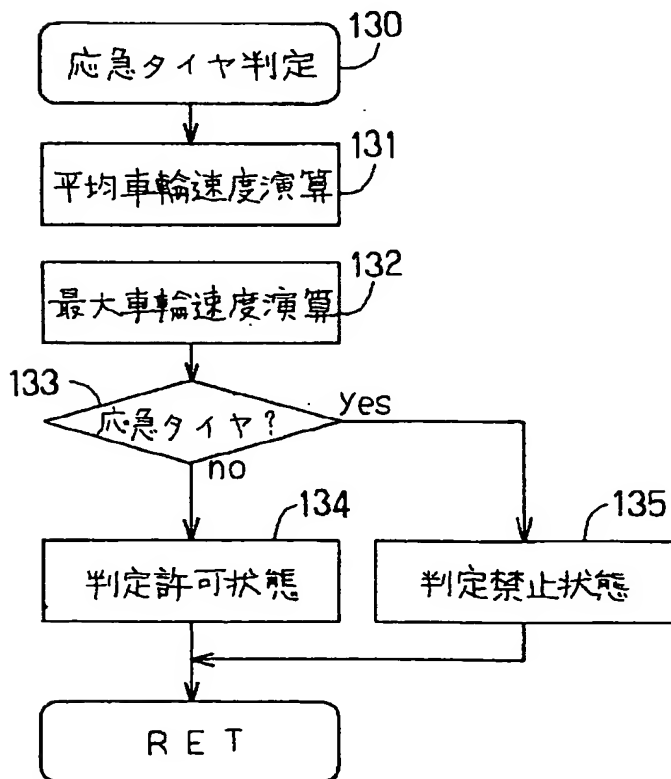 130
応急タイヤ判定
131
平均車輪速度演算
132
最大車輪速度演算
133
応急タイヤ?
yes
no
134
判定許可状態
135
判定禁止状態
RET